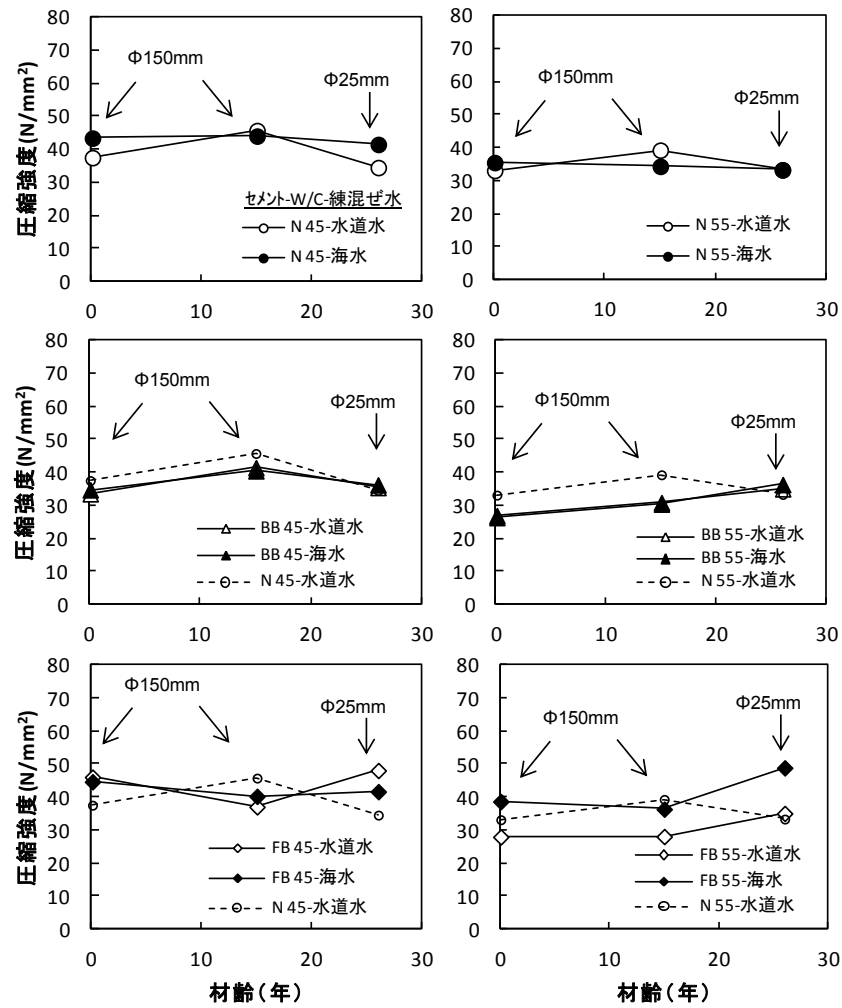 圧縮強度(N/mm²)
80
70
60
50
40
30
20
10
0
0
10
20
30
Φ150mm
Φ25mm
ｾﾒﾝﾄ-W/C-練混ぜ水
N 45-水道水
N 45-海水
80
70
60
50
40
30
20
10
0
0
10
20
30
Φ150mm
Φ25mm
N 55-水道水
N 55-海水
圧縮強度(N/mm²)
80
70
60
50
40
30
20
10
0
0
10
20
30
Φ150mm
Φ25mm
BB 45-水道水
BB 45-海水
N 45-水道水
80
70
60
50
40
30
20
10
0
0
10
20
30
Φ150mm
Φ25mm
BB 55-水道水
BB 55-海水
N 55-水道水
圧縮強度(N/mm²)
80
70
60
50
40
30
20
10
0
0
10
20
30
Φ150mm
Φ25mm
FB 45-水道水
FB 45-海水
N 45-水道水
材齢(年)
80
70
60
50
40
30
20
10
0
0
10
20
30
Φ150mm
Φ25mm
FB 55-水道水
FB 55-海水
N 55-水道水
材齢(年)